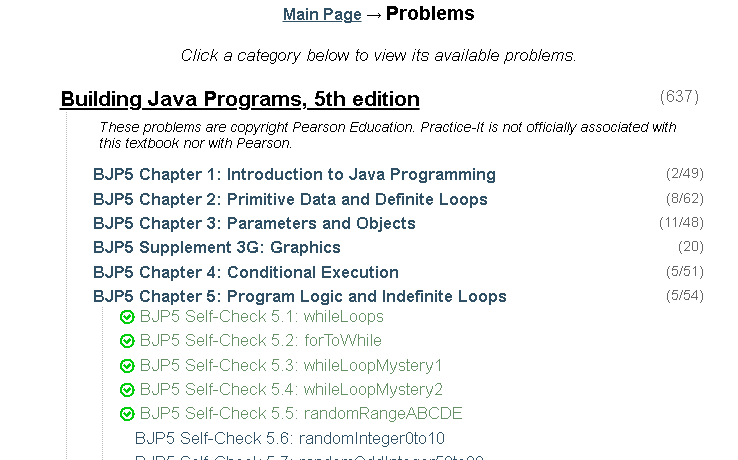 Main Page → Problems
Click a category below to view its available problems.
Building Java Programs, 5th edition (637)
These problems are copyright Pearson Education. Practice-It is not officially associated with
this textbook nor with Pearson.
BJP5 Chapter 1: Introduction to Java Programming (2/49)
BJP5 Chapter 2: Primitive Data and Definite Loops (8/62)
BJP5 Chapter 3: Parameters and Objects (11/48)
BJP5 Supplement 3G: Graphics (20)
BJP5 Chapter 4: Conditional Execution (5/51)
BJP5 Chapter 5: Program Logic and Indefinite Loops (5/54)
BJP5 Self-Check 5.1: whileLoops
BJP5 Self-Check 5.2: forToWhile
BJP5 Self-Check 5.3: whileLoopMystery1
BJP5 Self-Check 5.4: whileLoopMystery2
BJP5 Self-Check 5.5: randomRangeABCDE
BJP5 Self-Check 5.6: randomInteger0to10
BJP5 Self-Check 5.7: